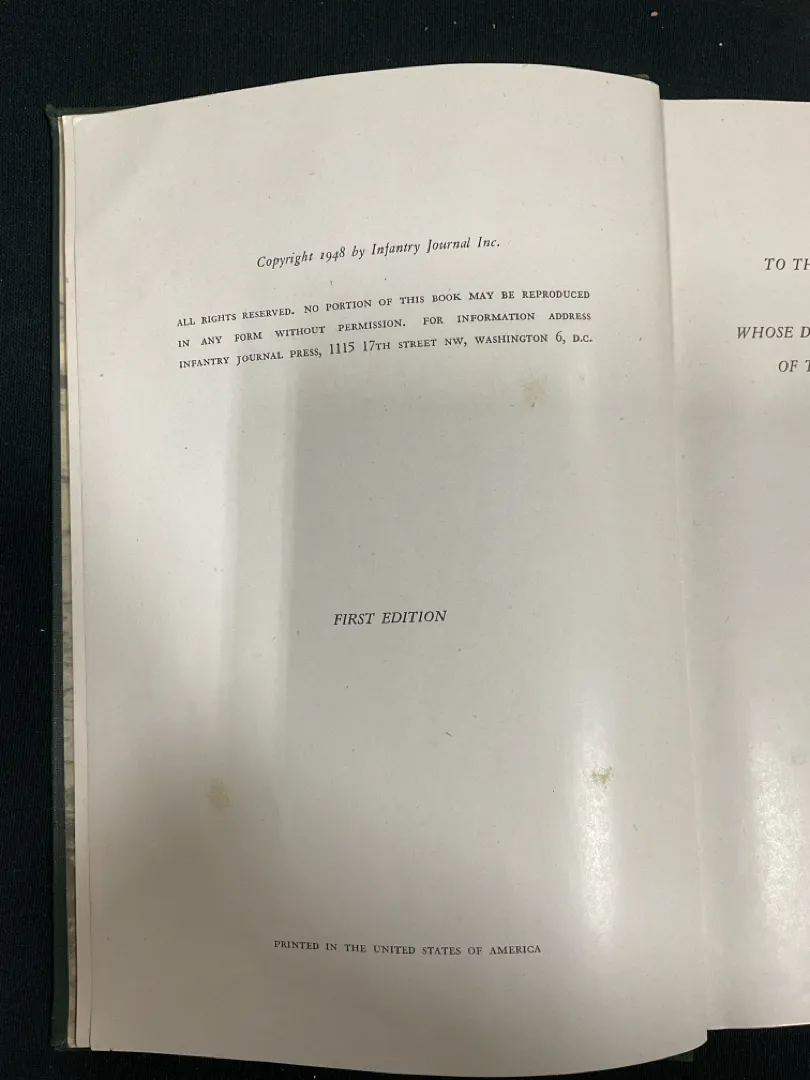 Copyright 1948 by Infantry Journal Inc.
ALL RIGHTS RESERVED. NO PORTION OF THIS BOOK MAY BE REPRODUCED
IN ANY FORM WITHOUT PERMISSION. FOR INFORMATION ADDRESS
INFANTRY JOURNAL PRESS, 1115 17TH STREET NW, WASHINGTON 6, D.C.
FIRST EDITION
PRINTED IN THE UNITED STATES OF AMERICA
TO
WHOSE
OF